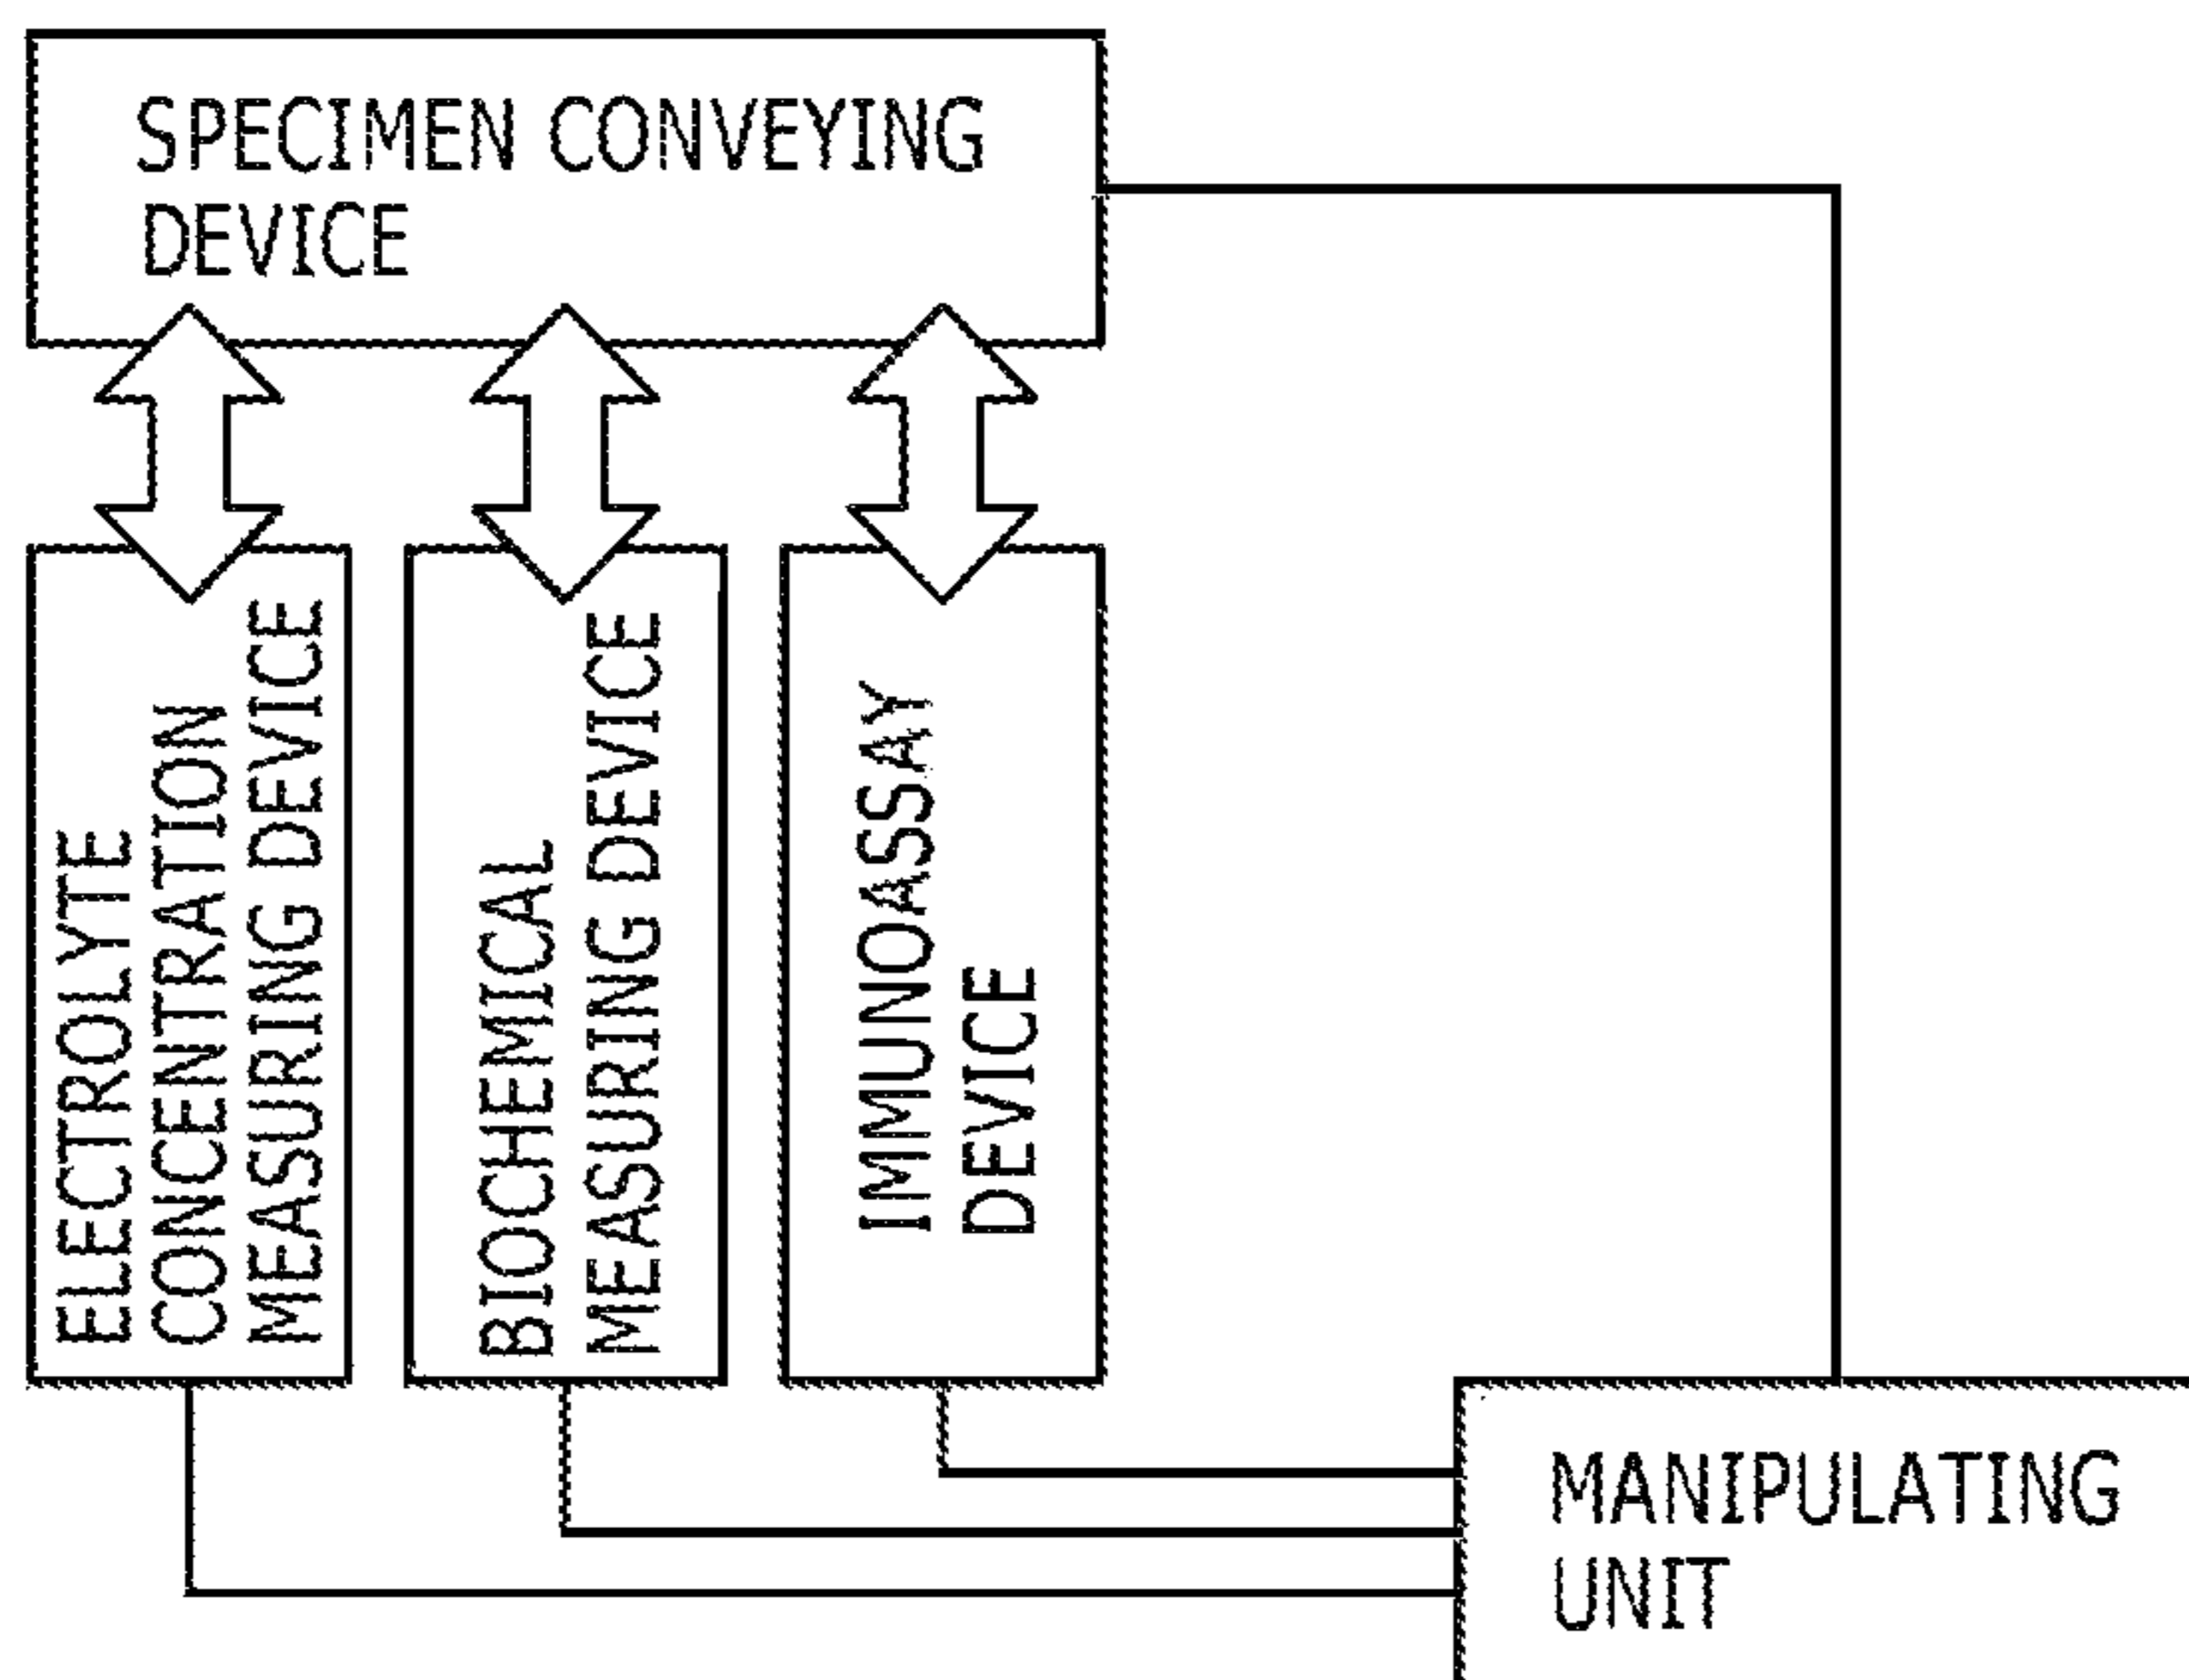 SPECIMEN CONVEYING
DEVICE
ELECTROLYTE
CONCENTRATION
MEASURING DEVICE
BIOCHEMICAL
MEASURING DEVICE
IMMUNOASSAY
DEVICE
MANIPULATING
UNIT